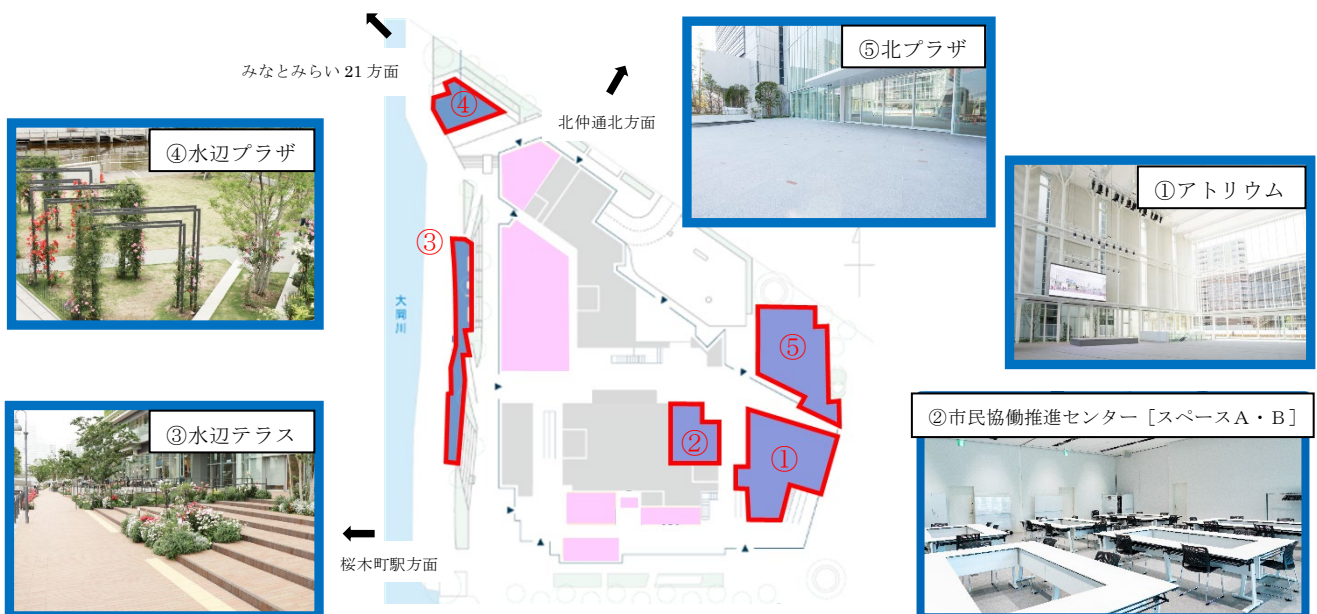 みなとみらい 21 方面
北仲通北方面
⑤北プラザ
④水辺プラザ
①アトリウム
④
③
大岡川
⑤
②
①
②市民協働推進センター［スペースA・B］
③水辺テラス
桜木町駅方面